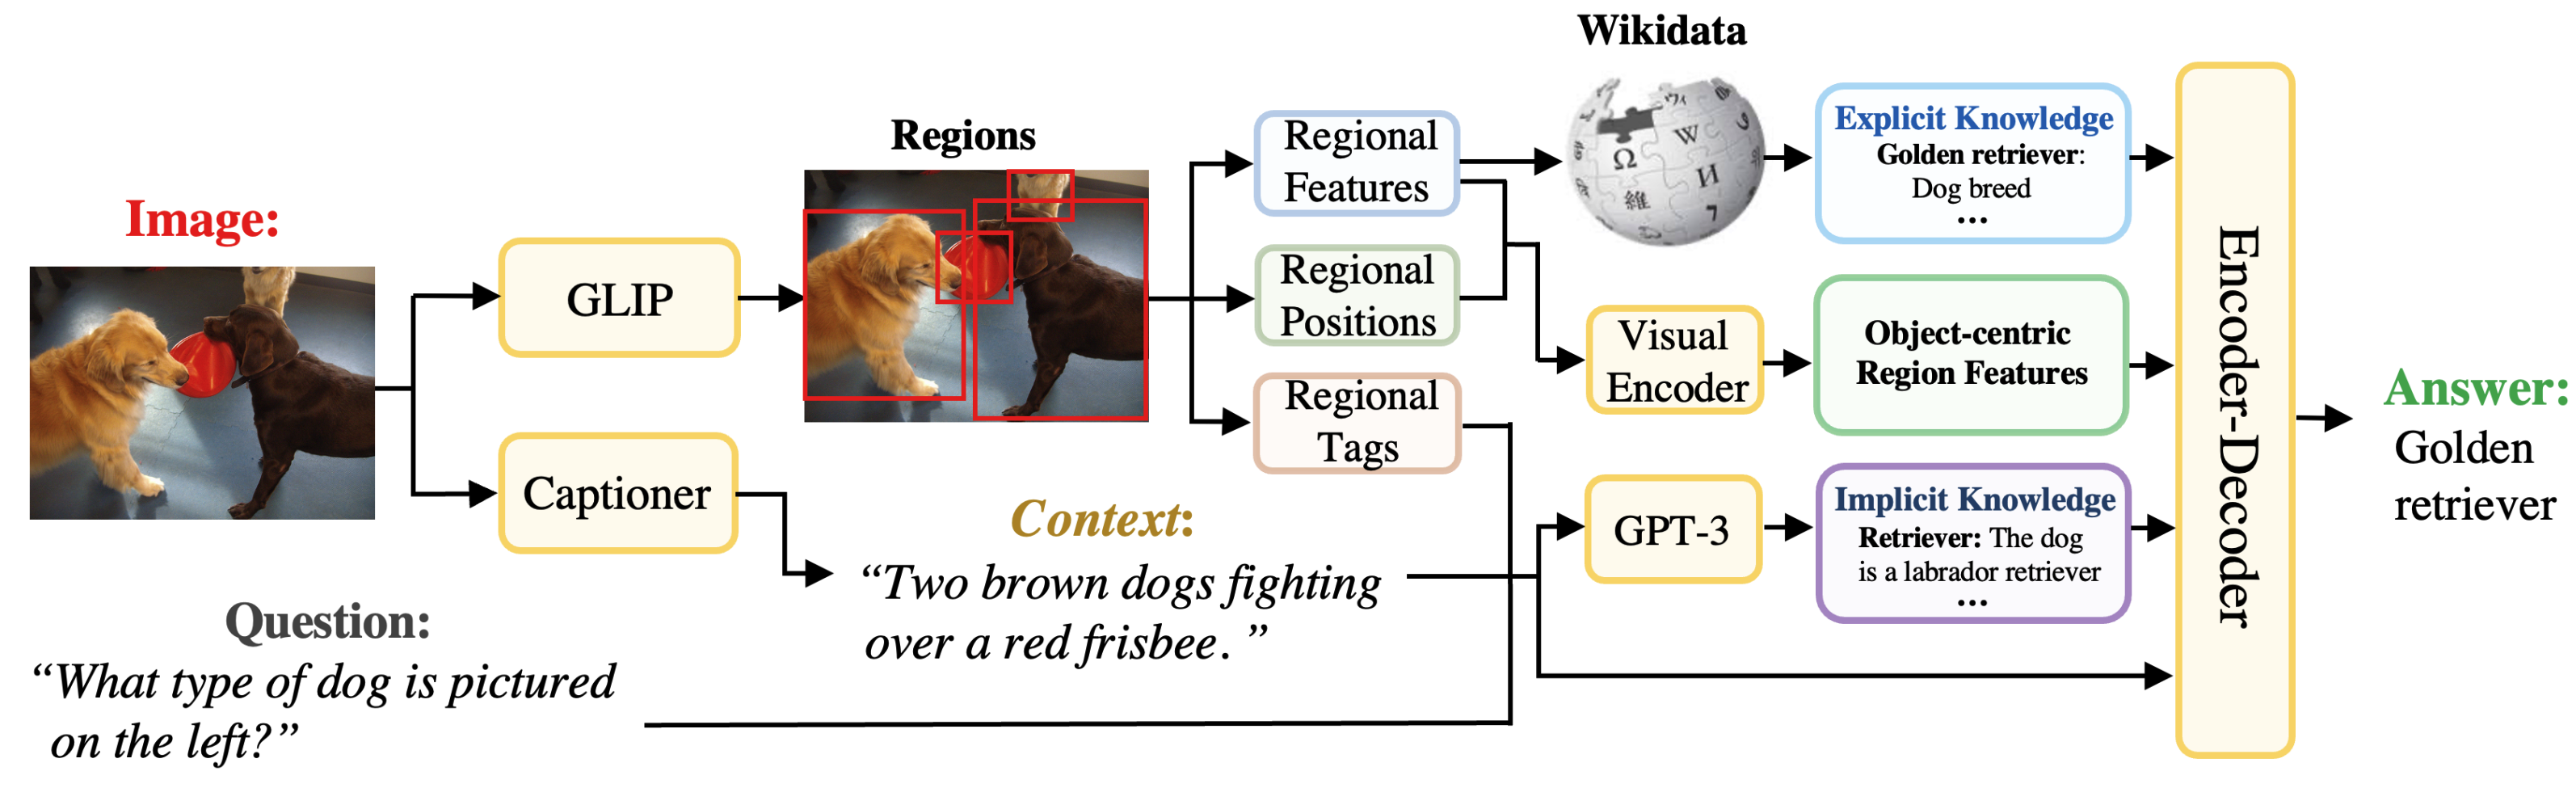 Wikidata
Image:
Regions
GLIP
Captioner
Question:
“What type of dog is pictured
on the left?”
Context:
“Two brown dogs fighting
over a red frisbee. ”
Regional
Features
Regional
Positions
Regional
Tags
Ω
W
И
維
Visual
Encoder
GPT-3
Explicit Knowledge
Golden retriever:
Dog breed
...
Object-centric
Region Features
Implicit Knowledge
Retriever: The dog
is a labrador retriever
...
Encoder-Decoder
Answer:
Golden
retriever